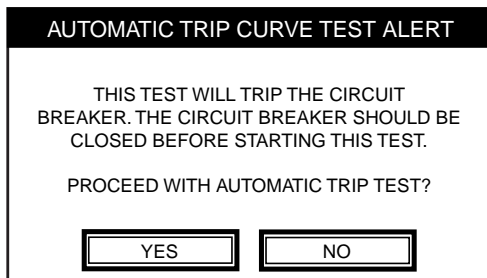 AUTOMATIC TRIP CURVE TEST ALERT
THIS TEST WILL TRIP THE CIRCUIT
BREAKER. THE CIRCUIT BREAKER SHOULD BE
CLOSED BEFORE STARTING THIS TEST.
PROCEED WITH AUTOMATIC TRIP TEST?
YES NO